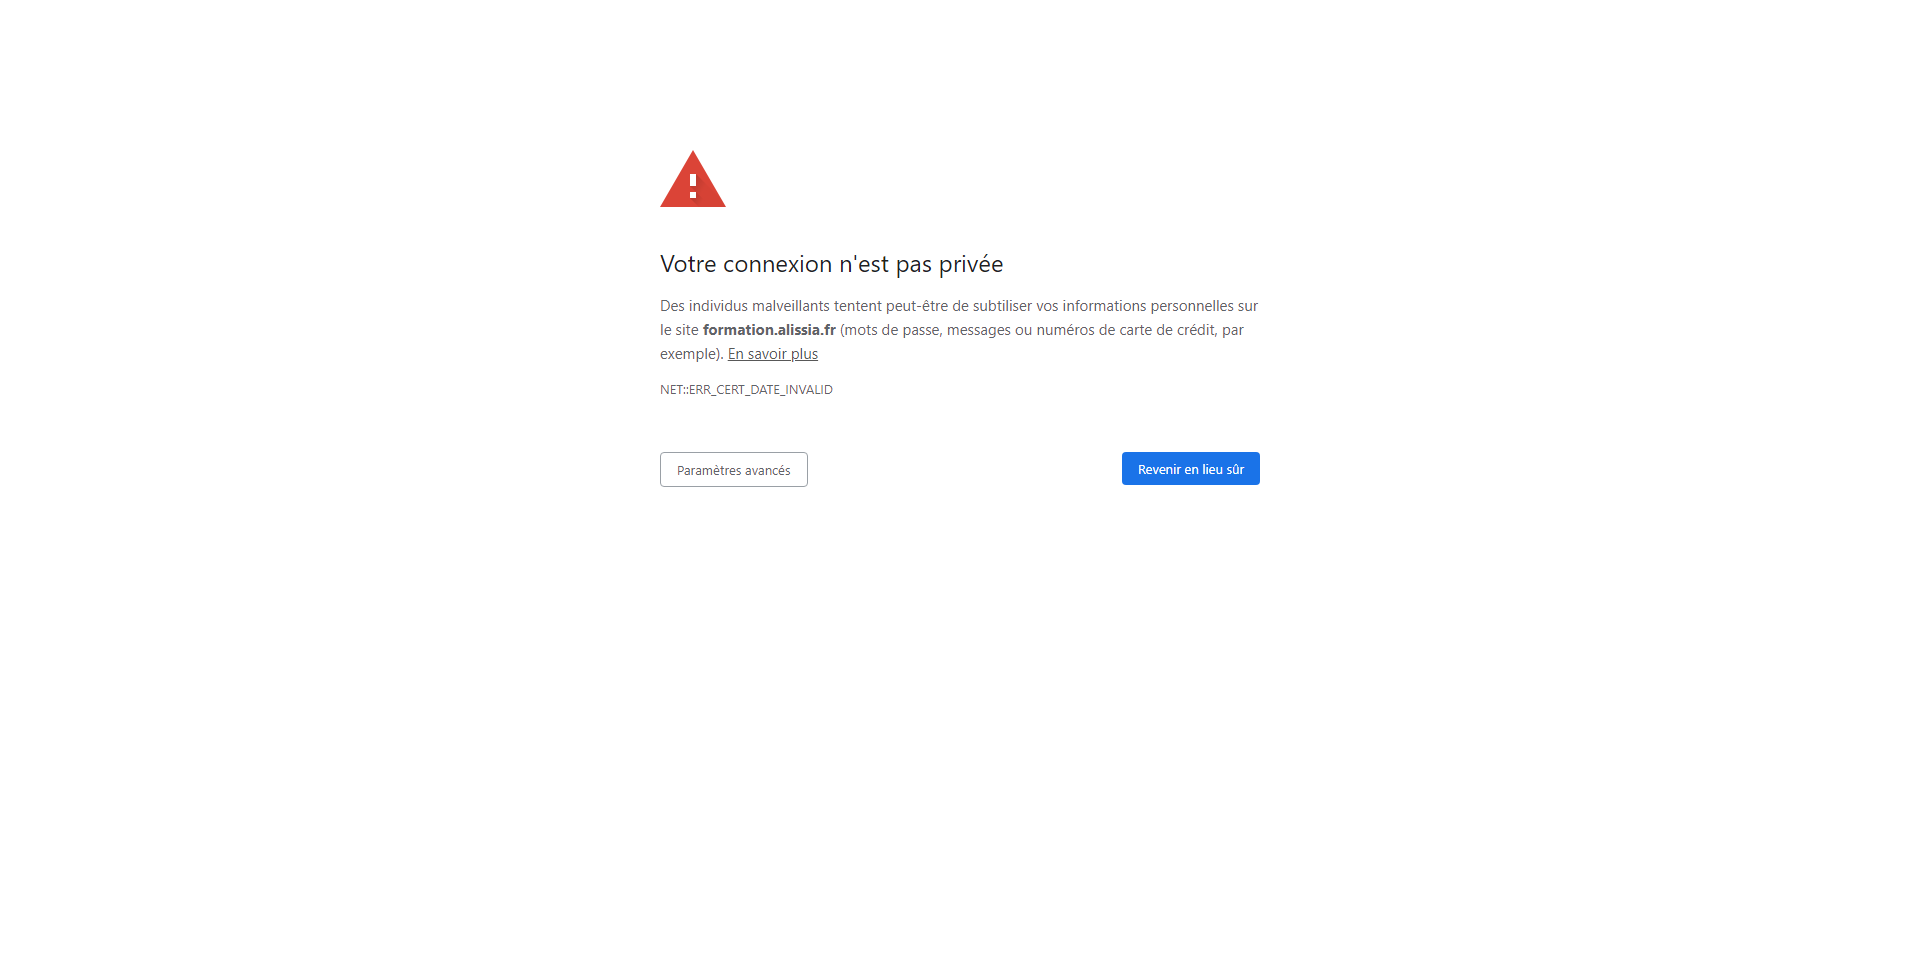 Votre connexion n'est pas privée
Des individus malveillants tentent peut-être de subtiliser vos informations personnelles sur
le site formation.alissia.fr (mots de passe, messages ou numéros de carte de crédit, par
exemple). En savoir plus
NET::ERR_CERT_DATE_INVALID
Paramètres avancés
Revenir en lieu sûr